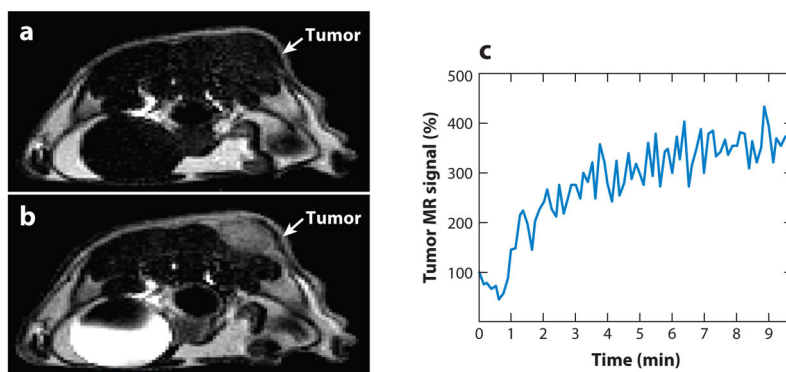 a
Tumor
b
Tumor
c
500
400
300
200
100
0 1 2 3 4 5 6 7 8 9
Tumor MR signal (%)
Time (min)